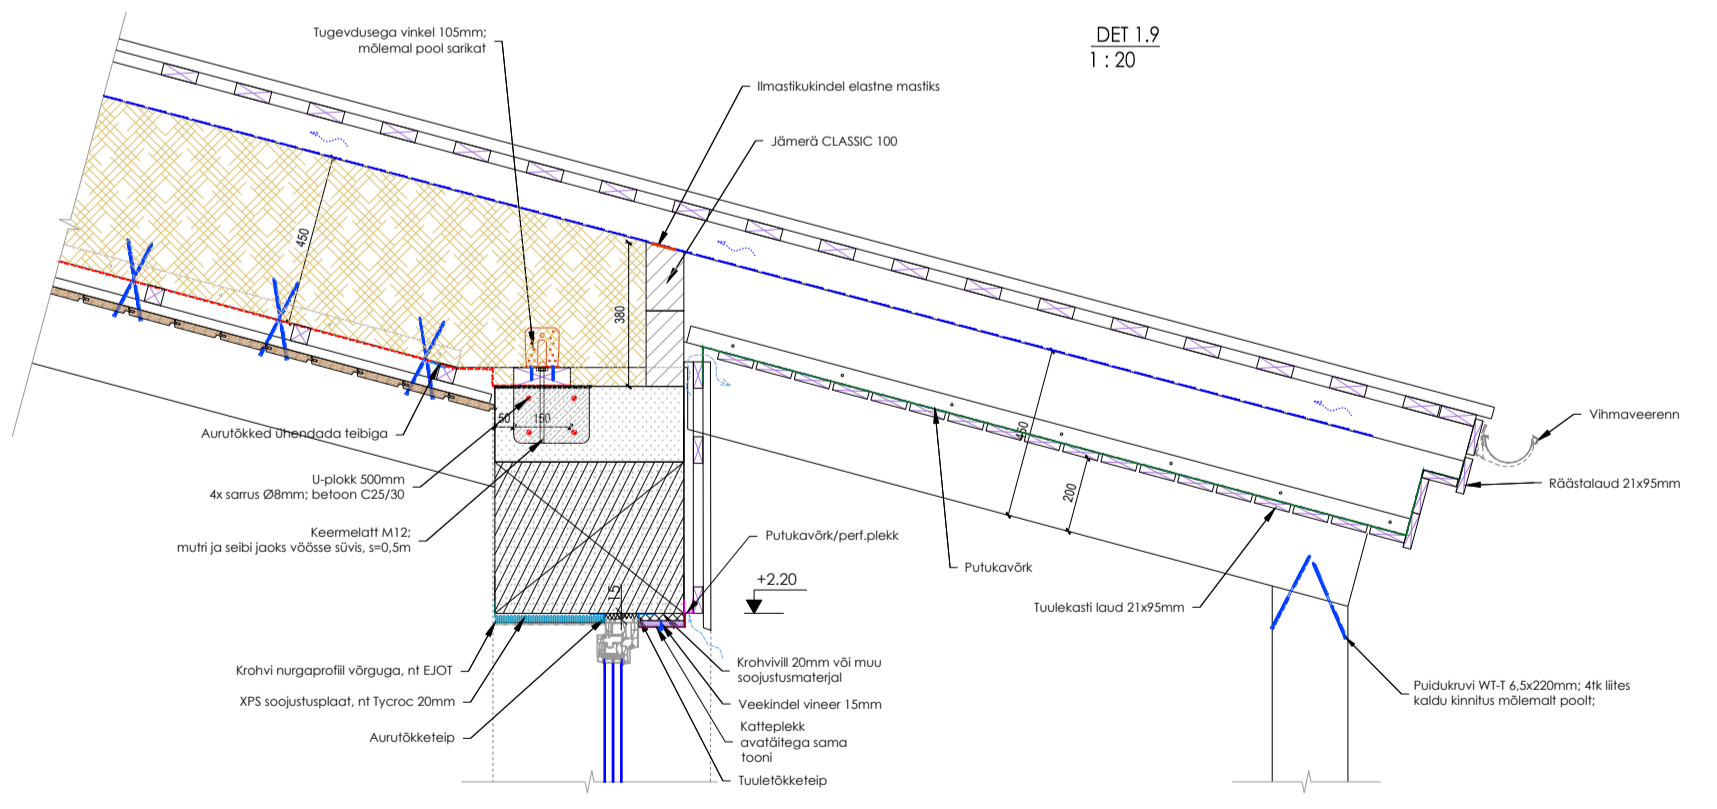 DET 1.9
1 : 20
Tugevdusega vinkel 105mm;
mõlemal pool sarikat
Ilmastikukindel elastne mastiks
Jämerä CLASSIC 100
450
380
50
150
Aurutõkked ühendada teibiga
U-plokk 500mm
4x sarrus Ø8mm; betoon C25/30
Keermelatt M12;
mutri ja seibi jaoks vöösse süvis, s=0,5m
Vihmaveerenn
Räästalaud 21x95mm
450
200
Putukavõrk/perf.plekk
Putukavõrk
+2.20
Tuulekasti laud 21x95mm
15
Krohvi nurgaprofiil võrguga, nt EJOT
XPS soojustusplaat, nt Tycroc 20mm
Aurutõkketeip
Krohvivill 20mm või muu
soojustusmaterjal
Veekindel vineer 15mm
Katteplekk
avatäitega sama
tooni
Tuuletõkketeip
Puidukruvi WT-T 6,5x220mm; 4tk liites
kaldu kinnitus mõlemalt poolt;